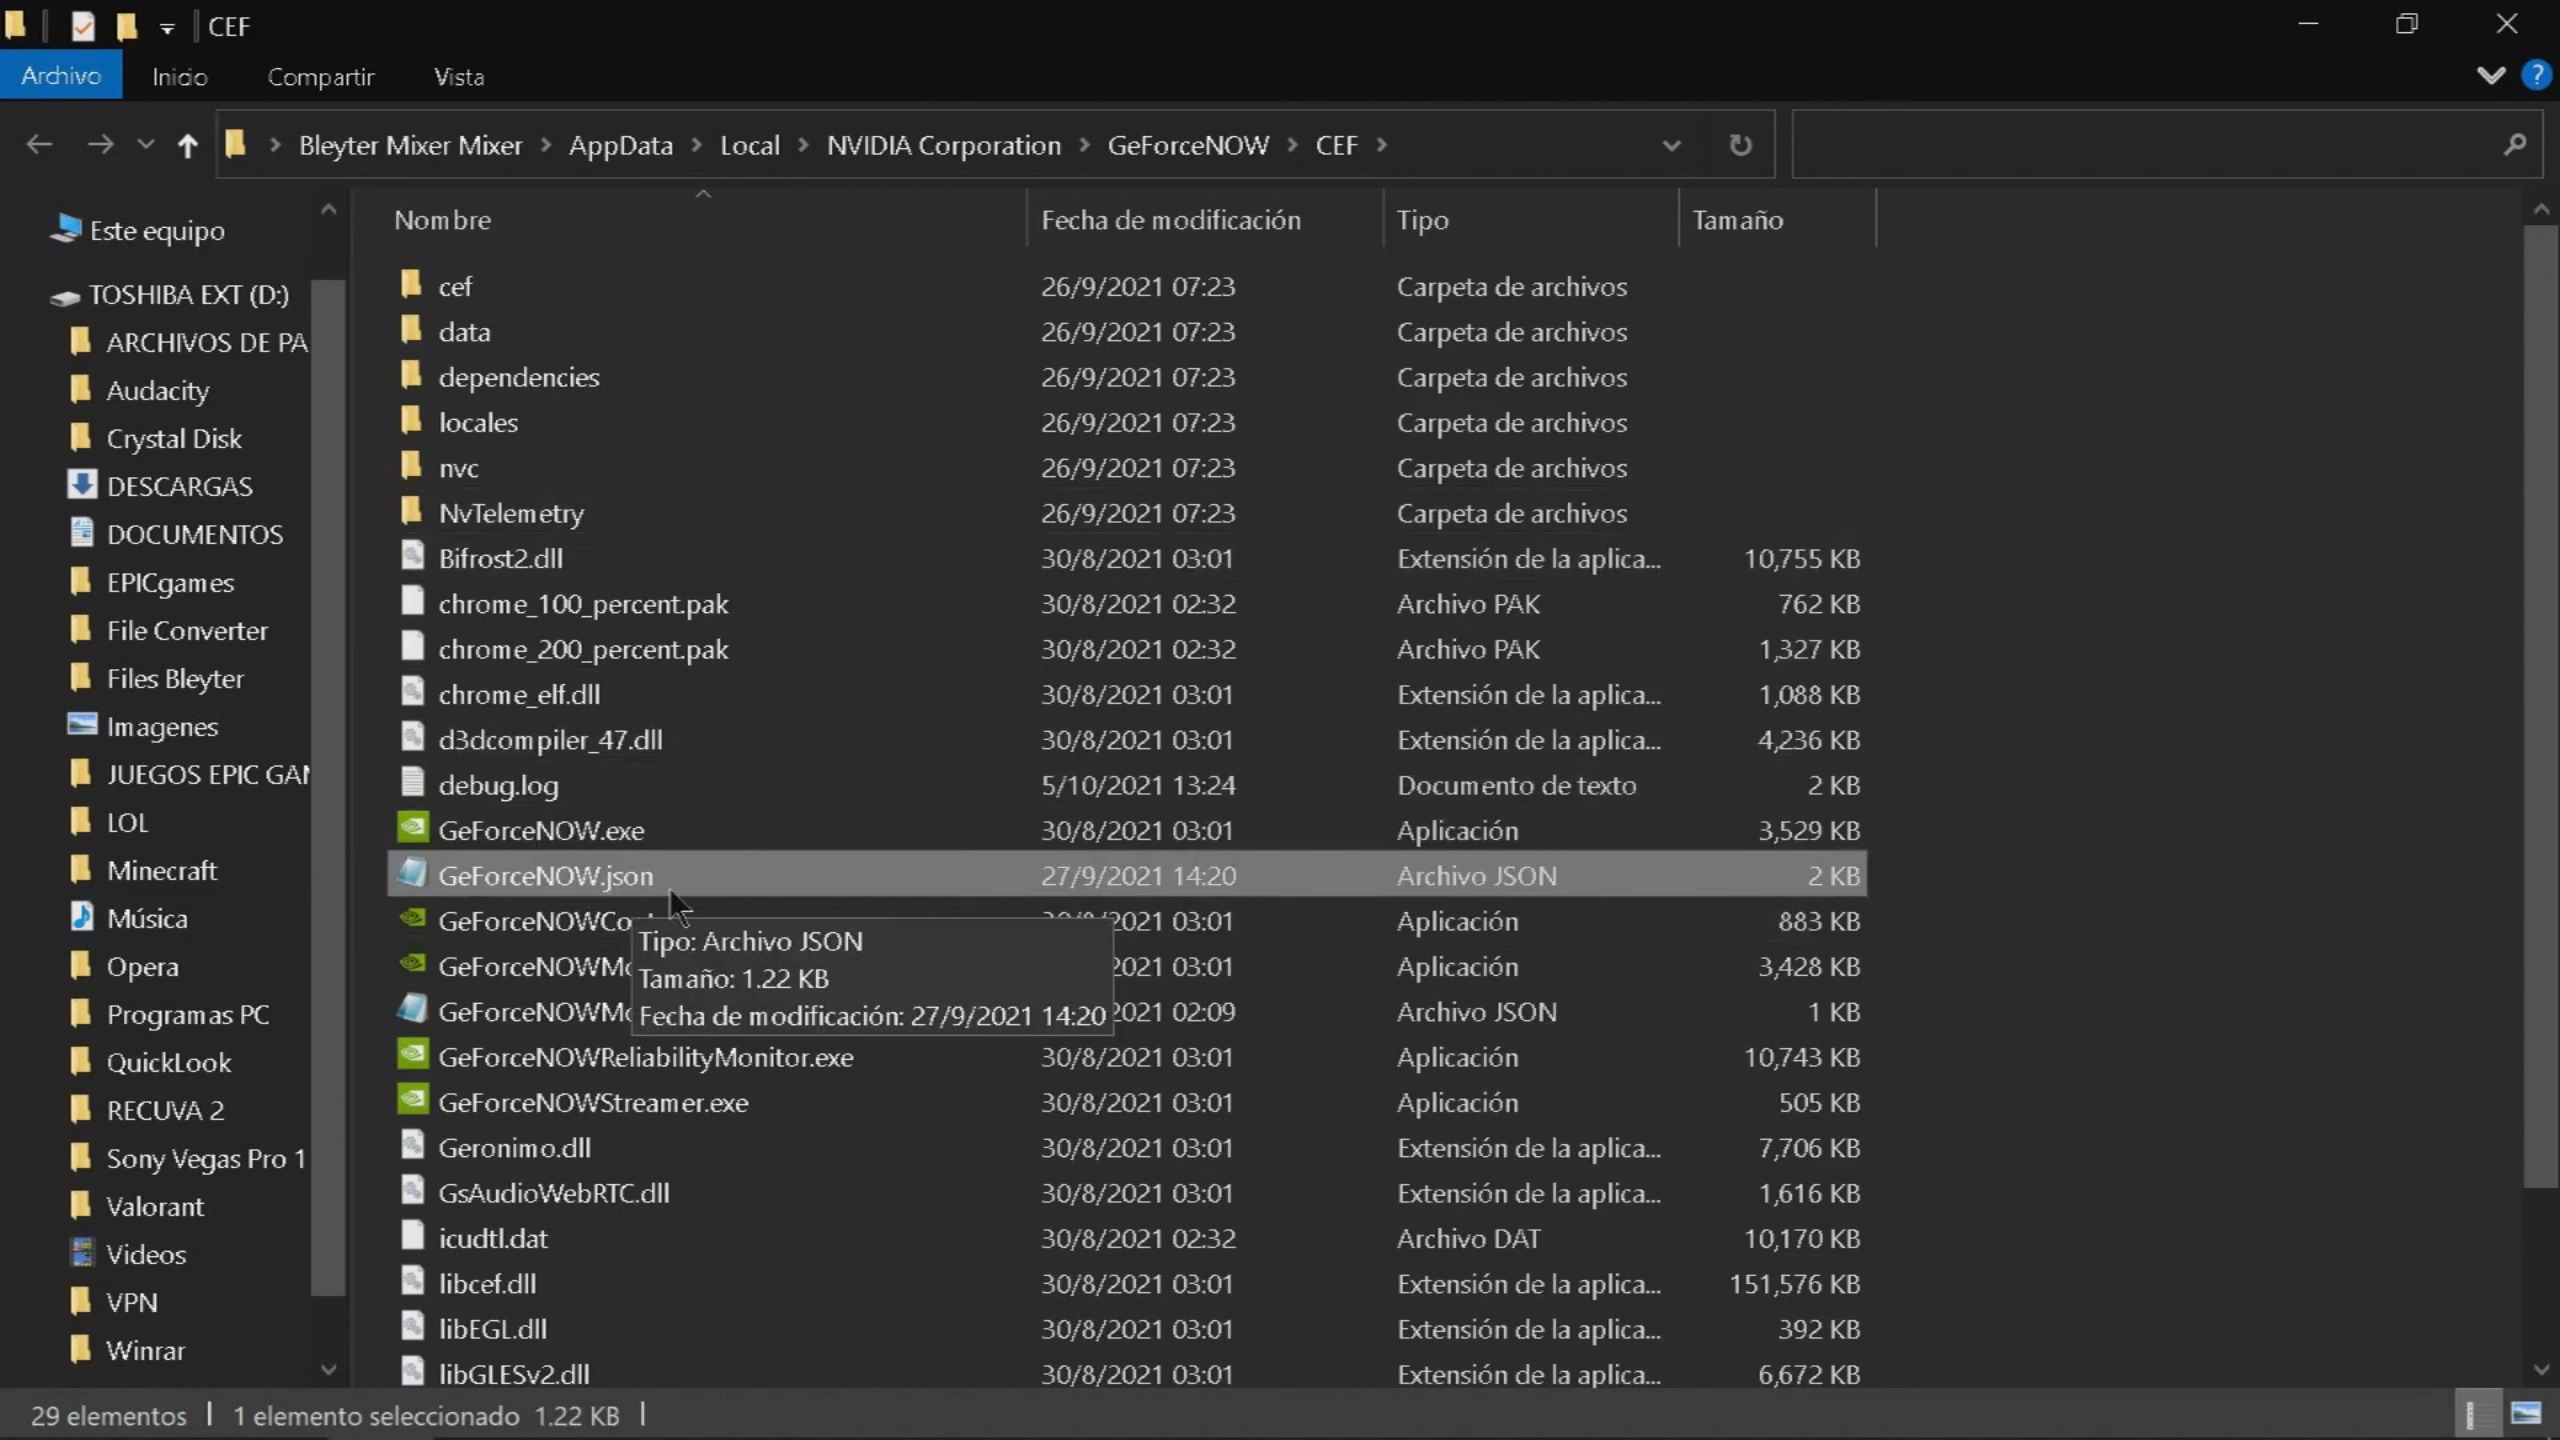 CEF
Archivo Inicio Compartir Vista
Bleyter Mixer Mixer AppData Local NVIDIA Corporation GeForceNOW CEF
Este equipo
TOSHIBA EXT (D:)
ARCHIVOS DE PA
Audacity
Crystal Disk
DESCARGAS
DOCUMENTOS
EPICgames
File Converter
Files Bleyter
Imagenes
JUEGOS EPIC GAM
LOL
Minecraft
Música
Opera
Programas PC
QuickLook
RECUVA 2
Sony Vegas Pro 1
Valorant
Videos
VPN
Winrar
Nombre Fecha de modificación Tipo Tamaño
cef 26/9/2021 07:23 Carpeta de archivos
data 26/9/2021 07:23 Carpeta de archivos
dependencies 26/9/2021 07:23 Carpeta de archivos
locales 26/9/2021 07:23 Carpeta de archivos
nvc 26/9/2021 07:23 Carpeta de archivos
NvTelemetry 26/9/2021 07:23 Carpeta de archivos
Bifrost2.dll 30/8/2021 03:01 Extensión de la aplica... 10,755 KB
chrome_100_percent.pak 30/8/2021 02:32 Archivo PAK 762 KB
chrome_200_percent.pak 30/8/2021 02:32 Archivo PAK 1,327 KB
chrome_elf.dll 30/8/2021 03:01 Extensión de la aplica... 1,088 KB
d3dcompiler_47.dll 30/8/2021 03:01 Extensión de la aplica... 4,236 KB
debug.log 5/10/2021 13:24 Documento de texto 2 KB
GeForceNOW.exe 30/8/2021 03:01 Aplicación 3,529 KB
GeForceNOW.json 27/9/2021 14:20 Archivo JSON 2 KB
GeForceNOWCo 2021 03:01 Aplicación 883 KB
Tipo: Archivo JSON
GeForceNOWMo 2021 03:01 Aplicación 3,428 KB
Tamaño: 1.22 KB
GeForceNOWMo 2021 02:09 Archivo JSON 1 KB
Fecha de modificación: 27/9/2021 14:20
GeForceNOWReliabilityMonitor.exe 30/8/2021 03:01 Aplicación 10,743 KB
GeForceNOWStreamer.exe 30/8/2021 03:01 Aplicación 505 KB
Geronimo.dll 30/8/2021 03:01 Extensión de la aplica... 7,706 KB
GsAudioWebRTC.dll 30/8/2021 03:01 Extensión de la aplica... 1,616 KB
icudtl.dat 30/8/2021 02:32 Archivo DAT 10,170 KB
libcef.dll 30/8/2021 03:01 Extensión de la aplica... 151,576 KB
libEGL.dll 30/8/2021 03:01 Extensión de la aplica... 392 KB
libGLESv2.dll 30/8/2021 03:01 Extensión de la aplica... 6,672 KB
29 elementos 1 elemento seleccionado 1.22 KB